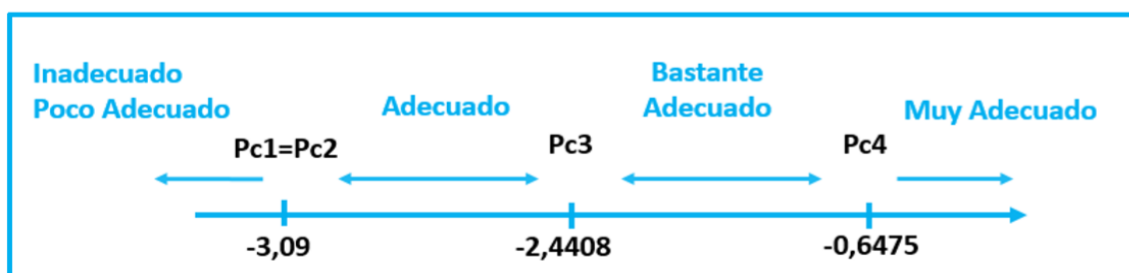 Inadecuado
Poco Adecuado
Adecuado
Bastante
Adecuado
Muy Adecuado
Pc1=Pc2
Pc3
Pc4
-3,09
-2,4408
-0,6475